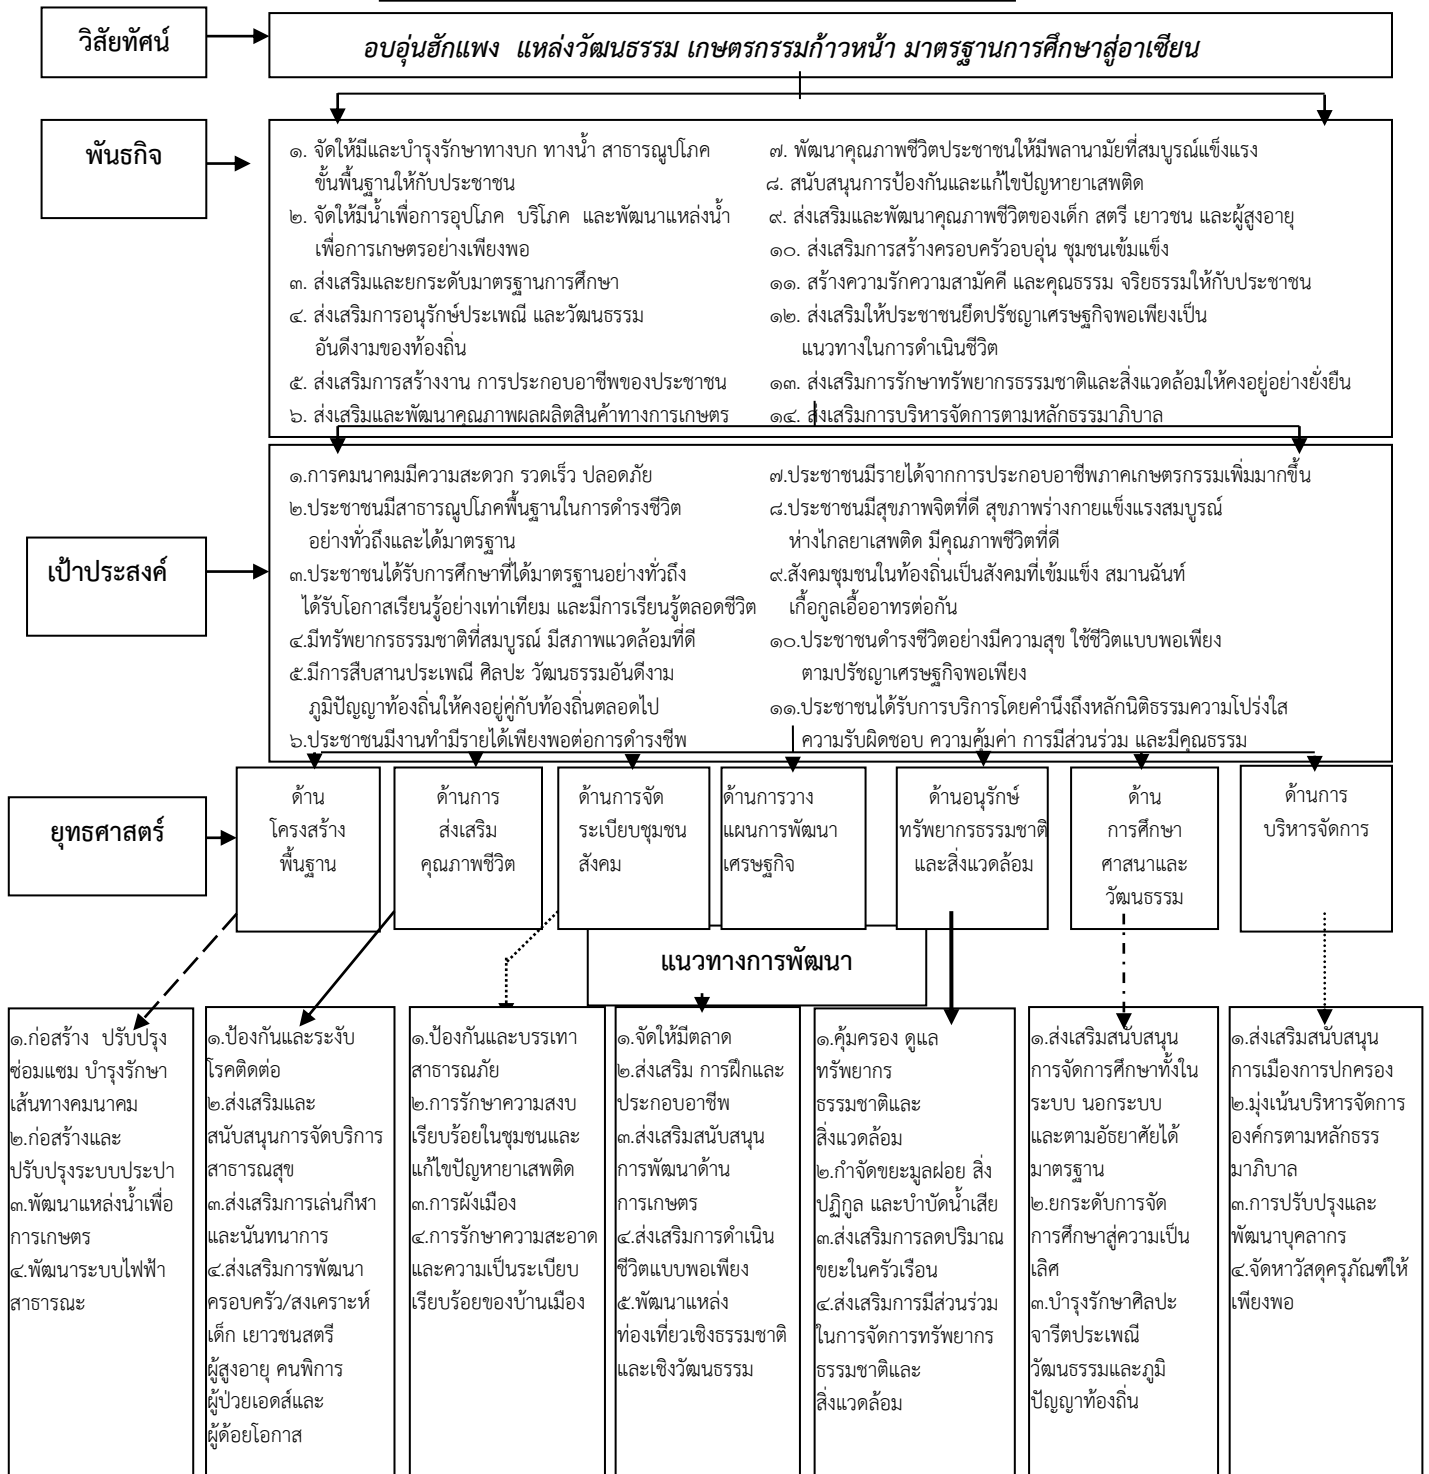 วิสัยทัศน์
อบอุ่นฮักแพง แหล่งวัฒนธรรม เกษตรกรรมก้าวหน้า มาตรฐานการศึกษาสู่อาเซียน
พันธกิจ
๑. จัดให้มีและบำรุงรักษาทางบก ทางน้ำ สาธารณูปโภค
ขั้นพื้นฐานให้กับประชาชน
๒. จัดให้มีน้ำเพื่อการอุปโภค บริโภค และพัฒนาแหล่งน้ำ
เพื่อการเกษตรอย่างเพียงพอ
๓. ส่งเสริมและยกระดับมาตรฐานการศึกษา
๔. ส่งเสริมการอนุรักษ์ประเพณี และวัฒนธรรม
อันดีงามของท้องถิ่น
๕. ส่งเสริมการสร้างงาน การประกอบอาชีพของประชาชน
๖. ส่งเสริมและพัฒนาคุณภาพผลผลิตสินค้าทางการเกษตร
๗. พัฒนาคุณภาพชีวิตประชาชนให้มีพลานามัยที่สมบูรณ์แข็งแรง
๘. สนับสนุนการป้องกันและแก้ไขปัญหายาเสพติด
๙. ส่งเสริมและพัฒนาคุณภาพชีวิตของเด็ก สตรี เยาวชน และผู้สูงอายุ
๑๐. ส่งเสริมการสร้างครอบครัวอบอุ่น ชุมชนเข้มแข็ง
๑๑. สร้างความรักความสามัคคี และคุณธรรม จริยธรรมให้กับประชาชน
๑๒. ส่งเสริมให้ประชาชนยึดปรัชญาเศรษฐกิจพอเพียงเป็น
แนวทางในการดำเนินชีวิต
๑๓. ส่งเสริมการรักษาทรัพยากรธรรมชาติและสิ่งแวดล้อมให้คงอยู่อย่างยั่งยืน
๑๔. ส่งเสริมการบริหารจัดการตามหลักธรรมาภิบาล
เป้าประสงค์
๑.การคมนาคมมีความสะดวก รวดเร็ว ปลอดภัย
๒.ประชาชนมีสาธารณูปโภคพื้นฐานในการดำรงชีวิต
อย่างทั่วถึงและได้มาตรฐาน
๓.ประชาชนได้รับการศึกษาที่ได้มาตรฐานอย่างทั่วถึง
ได้รับโอกาสเรียนรู้อย่างเท่าเทียม และมีการเรียนรู้ตลอดชีวิต
๔.มีทรัพยากรธรรมชาติที่สมบูรณ์ มีสภาพแวดล้อมที่ดี
๕.มีการสืบสานประเพณี ศิลปะ วัฒนธรรมอันดีงาม
ภูมิปัญญาท้องถิ่นให้คงอยู่คู่กับท้องถิ่นตลอดไป
๖.ประชาชนมีงานทำมีรายได้เพียงพอต่อการดำรงชีพ
๗.ประชาชนมีรายได้จากการประกอบอาชีพภาคเกษตรกรรมเพิ่มมากขึ้น
๘.ประชาชนมีสุขภาพจิตที่ดี สุขภาพร่างกายแข็งแรงสมบูรณ์
ห่างไกลยาเสพติด มีคุณภาพชีวิตที่ดี
๙.สังคมชุมชนในท้องถิ่นเป็นสังคมที่เข้มแข็ง สมานฉันท์
เกื้อกูลเอื้ออาทรต่อกัน
๑๐.ประชาชนดำรงชีวิตอย่างมีความสุข ใช้ชีวิตแบบพอเพียง
ตามปรัชญาเศรษฐกิจพอเพียง
๑๑.ประชาชนได้รับการบริการโดยคำนึงถึงหลักนิติธรรมความโปร่งใส
ความรับผิดชอบ ความคุ้มค่า การมีส่วนร่วม และมีคุณธรรม
ยุทธศาสตร์
ด้าน
โครงสร้าง
พื้นฐาน
ด้านการ
ส่งเสริม
คุณภาพชีวิต
ด้านการจัด
ระเบียบชุมชน
สังคม
ด้านการวาง
แผนการพัฒนา
เศรษฐกิจ
ด้านอนุรักษ์
ทรัพยากรธรรมชาติ
และสิ่งแวดล้อม
ด้าน
การศึกษา
ศาสนาและ
วัฒนธรรม
ด้านการ
บริหารจัดการ
แนวทางการพัฒนา
๑.ก่อสร้าง ปรับปรุง
ซ่อมแซม บำรุงรักษา
เส้นทางคมนาคม
๒.ก่อสร้างและ
ปรับปรุงระบบประปา
๓.พัฒนาแหล่งน้ำเพื่อ
การเกษตร
๔.พัฒนาระบบไฟฟ้า
สาธารณะ
๑.ป้องกันและระงับ
โรคติดต่อ
๒.ส่งเสริมและ
สนับสนุนการจัดบริการ
สาธารณสุข
๓.ส่งเสริมการเล่นกีฬา
และนันทนาการ
๔.ส่งเสริมการพัฒนา
ครอบครัว/สงเคราะห์
เด็ก เยาวชนสตรี
ผู้สูงอายุ คนพิการ
ผู้ป่วยเอดส์และ
ผู้ด้อยโอกาส
๑.ป้องกันและบรรเทา
สาธารณภัย
๒.การรักษาความสงบ
เรียบร้อยในชุมชนและ
แก้ไขปัญหายาเสพติด
๓.การผังเมือง
๔.การรักษาความสะอาด
และความเป็นระเบียบ
เรียบร้อยของบ้านเมือง
๑.จัดให้มีตลาด
๒.ส่งเสริม การฝึกและ
ประกอบอาชีพ
๓.ส่งเสริมสนับสนุน
การพัฒนาด้าน
การเกษตร
๔.ส่งเสริมการดำเนิน
ชีวิตแบบพอเพียง
๕.พัฒนาแหล่ง
ท่องเที่ยวเชิงธรรมชาติ
และเชิงวัฒนธรรม
๑.คุ้มครอง ดูแล
ทรัพยากร
ธรรมชาติและ
สิ่งแวดล้อม
๒.กำจัดขยะมูลฝอย สิ่ง
ปฏิกูล และบำบัดน้ำเสีย
๓.ส่งเสริมการลดปริมาณ
ขยะในครัวเรือน
๔.ส่งเสริมการมีส่วนร่วม
ในการจัดการทรัพยากร
ธรรมชาติและ
สิ่งแวดล้อม
๑.ส่งเสริมสนับสนุน
การจัดการศึกษาทั้งใน
ระบบ นอกระบบ
และตามอัธยาศัยได้
มาตรฐาน
๒.ยกระดับการจัด
การศึกษาสู่ความเป็น
เลิศ
๓.บำรุงรักษาศิลปะ
จารีตประเพณี
วัฒนธรรมและภูมิ
ปัญญาท้องถิ่น
๑.ส่งเสริมสนับสนุน
การเมืองการปกครอง
๒.มุ่งเน้นบริหารจัดการ
องค์กรตามหลักธรร
มาภิบาล
๓.การปรับปรุงและ
พัฒนาบุคลากร
๔.จัดหาวัสดุครุภัณฑ์ให้
เพียงพอ